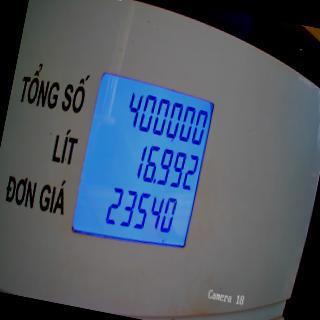 TỔNG SỐ 400000
LÍT 16.992
ĐƠN GIÁ 23540
Camera 18